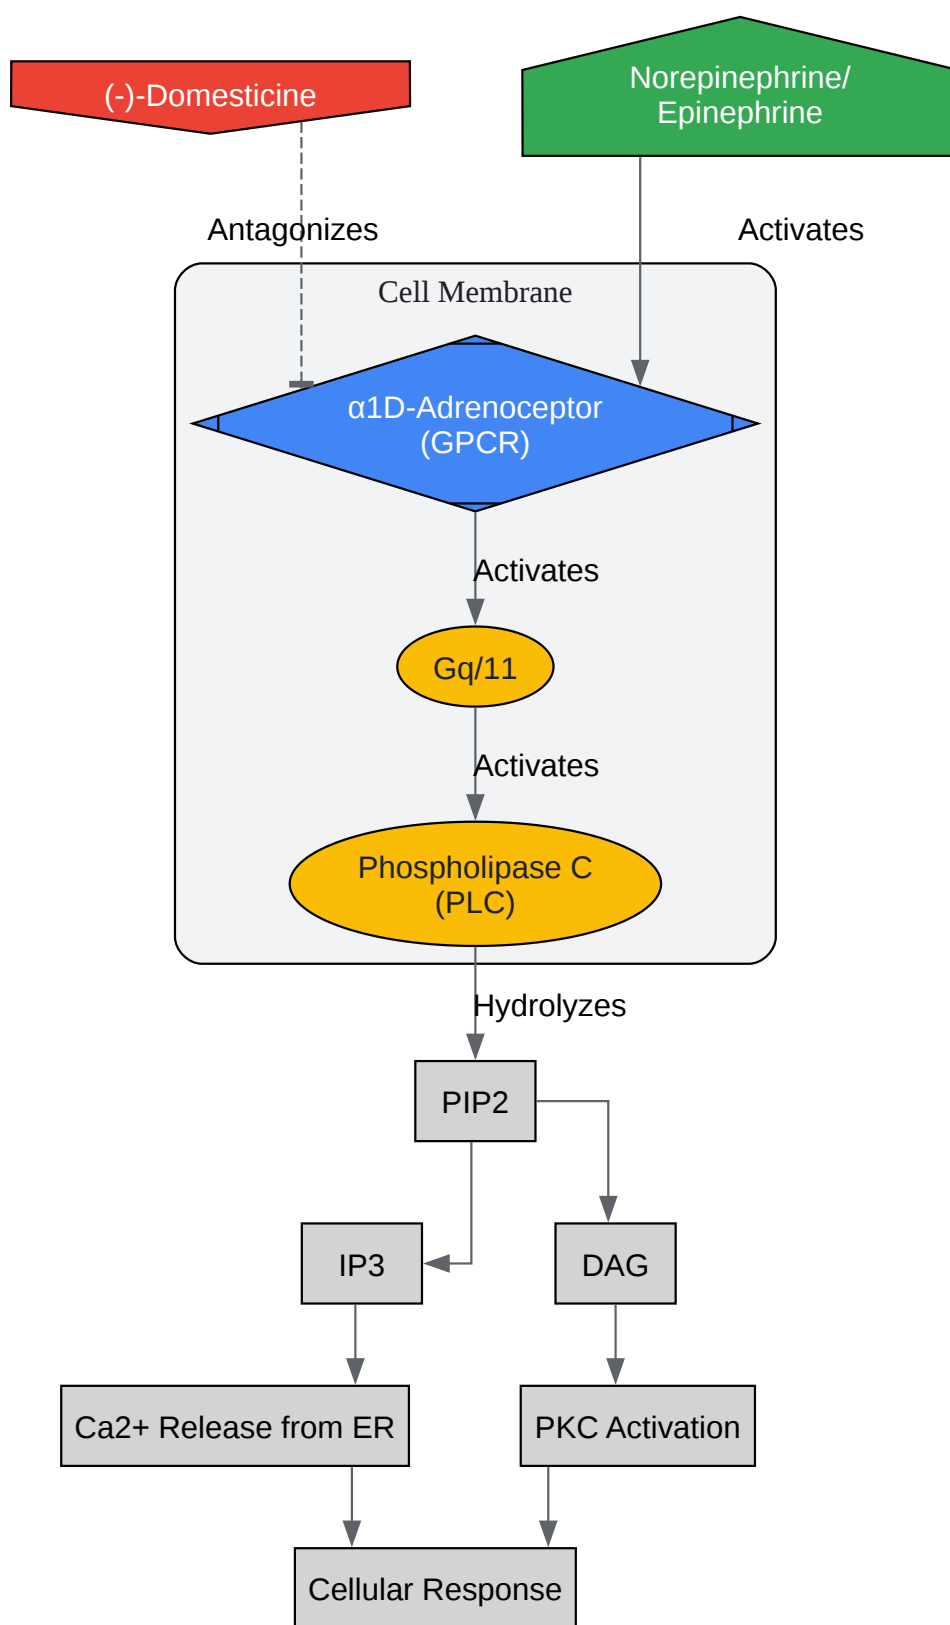 (-)-Domesticine
Norepinephrine/
Epinephrine
Antagonizes
Activates
Cell Membrane
α1D-Adrenoceptor
(GPCR)
Activates
Gq/11
Activates
Phospholipase C
(PLC)
Hydrolyzes
PIP2
IP3
DAG
Ca2+ Release from ER
PKC Activation
Cellular Response